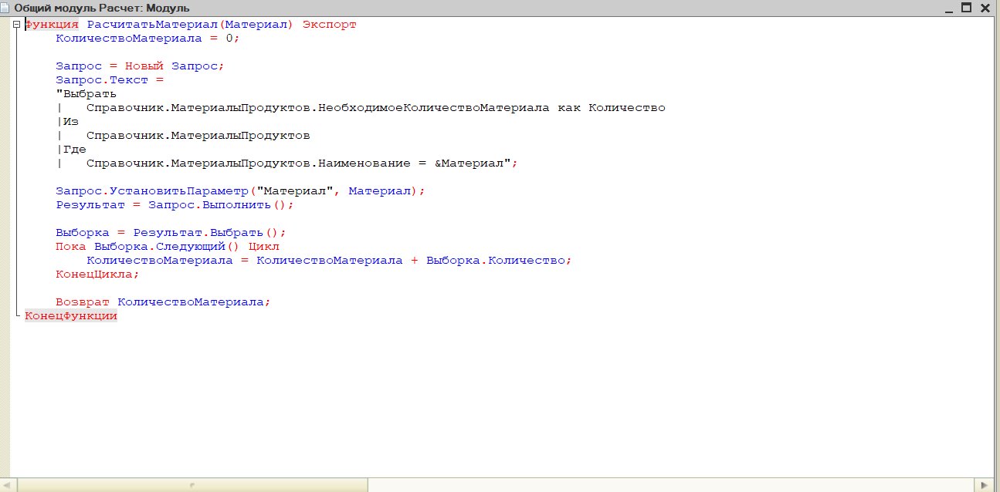 Общий модуль Расчет: Модуль
Функция РасчитатьМатериал(Материал) Экспорт
КоличествоМатериала = 0;
Запрос = Новый Запрос;
Запрос.Текст =
"Выбрать
|   Справочник.МатериалыПродуктов.НеобходимоеКоличествоМатериала как Количество
|Из
|   Справочник.МатериалыПродуктов
|Где
|   Справочник.МатериалыПродуктов.Наименование = &Материал";
Запрос.УстановитьПараметр("Материал", Материал);
Результат = Запрос.Выполнить();
Выборка = Результат.Выбрать();
Пока Выборка.Следующий() Цикл
КоличествоМатериала = КоличествоМатериала + Выборка.Количество;
КонецЦикла;
Возврат КоличествоМатериала;
КонецФункции